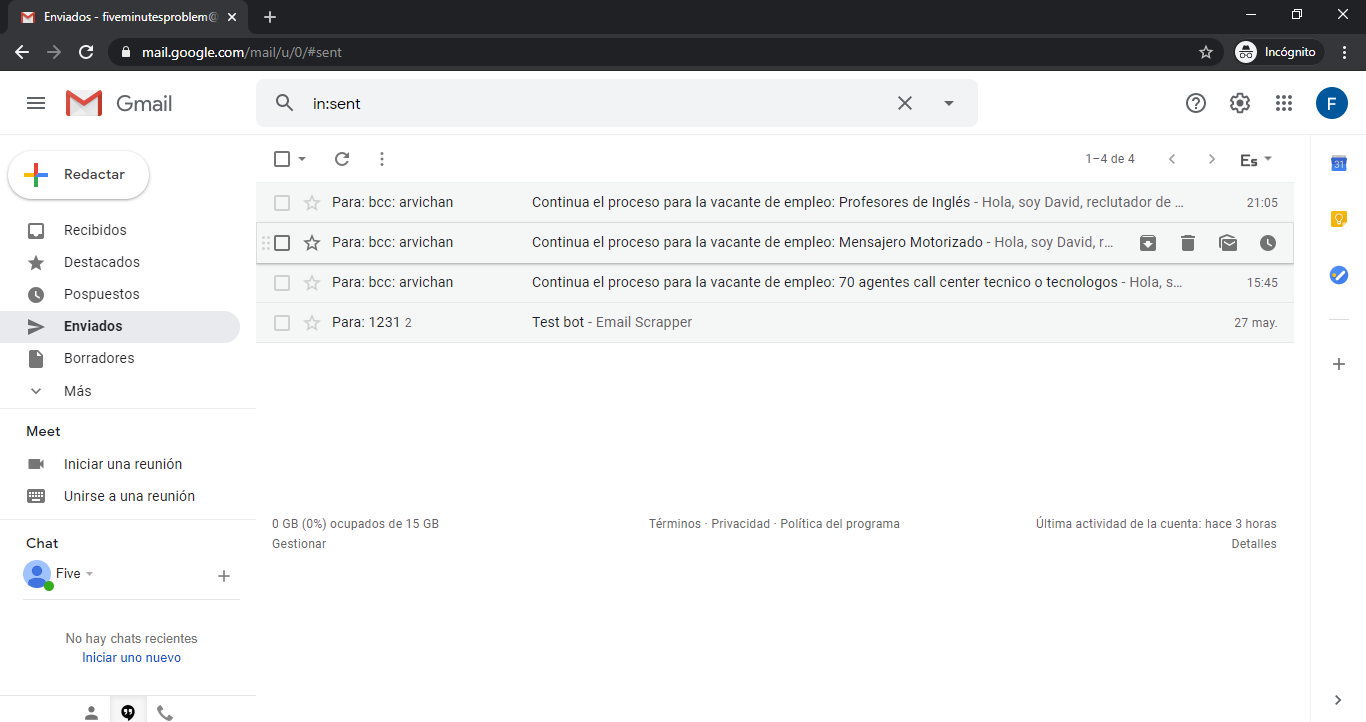 Enviados - fiveminutesproblem@
mail.google.com/mail/u/0/#sent
Incógnito
Gmail
in:sent
F
Redactar
1–4 de 4
Es
31
Recibidos
Destacados
Pospuestos
Enviados
Borradores
Más
Para: bcc: arvichan Continua el proceso para la vacante de empleo: Profesores de Inglés - Hola, soy David, reclutador de ... 21:05
Para: bcc: arvichan Continua el proceso para la vacante de empleo: Mensajero Motorizado - Hola, soy David, r...
Para: bcc: arvichan Continua el proceso para la vacante de empleo: 70 agentes call center tecnico o tecnologos - Hola, s... 15:45
Para: 1231 2 Test bot - Email Scrapper 27 may.
Meet
Iniciar una reunión
Unirse a una reunión
0 GB (0%) ocupados de 15 GB
Gestionar
Términos · Privacidad · Política del programa
Última actividad de la cuenta: hace 3 horas
Detalles
Chat
Five
No hay chats recientes
Iniciar uno nuevo